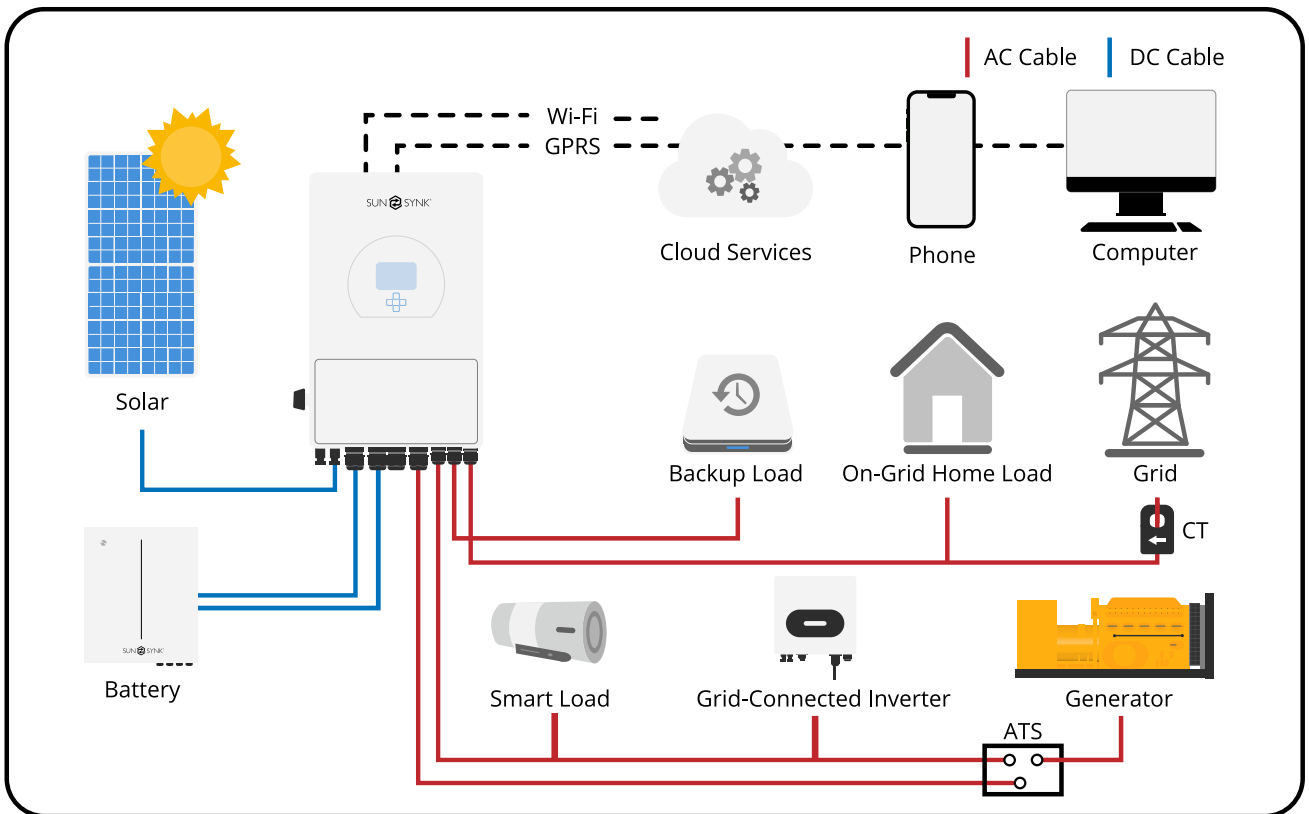 AC Cable
DC Cable
Wi-Fi
GPRS
SUN SYNK
Cloud Services
Phone
Computer
Solar
Backup Load
On-Grid Home Load
Grid
CT
SUN SYNK
Battery
Smart Load
Grid-Connected Inverter
Generator
ATS